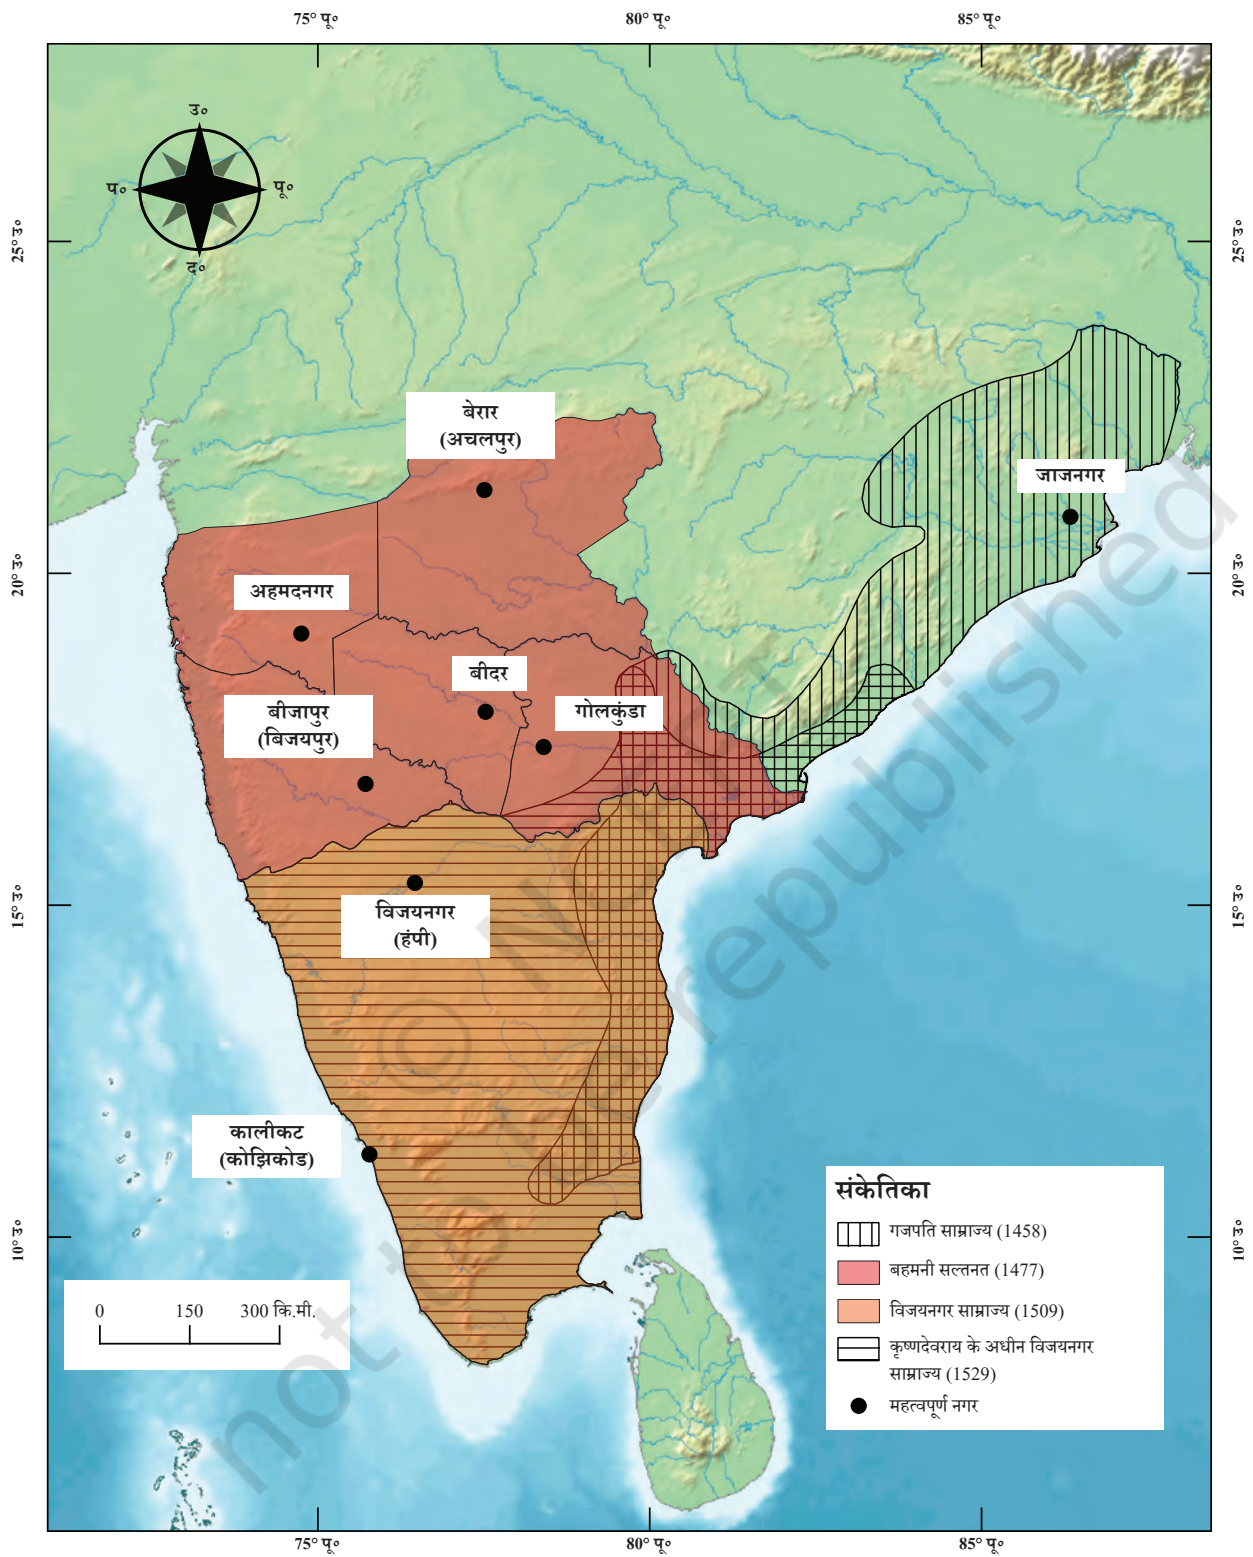 75° पू०
80° पू०
85° पू०
उ०
प०
पू०
द०
25° उ०
25° उ०
बेरार
(अचलपुर)
जाजनगर
20° उ०
20° उ०
अहमदनगर
बीदर
बीजापुर
(बिजयपुर)
गोलकुंडा
15° उ०
15° उ०
विजयनगर
(हंपी)
कालीकट
(कोझिकोड)
10° उ०
10° उ०
संकेतिका
गजपति साम्राज्य (1458)
बहमनी सल्तनत (1477)
विजयनगर साम्राज्य (1509)
कृष्णदेवराय के अधीन विजयनगर
साम्राज्य (1529)
महत्वपूर्ण नगर
0 150 300 कि.मी.
75° पू०
80° पू०
85° पू०
© NCERT
not to be republished